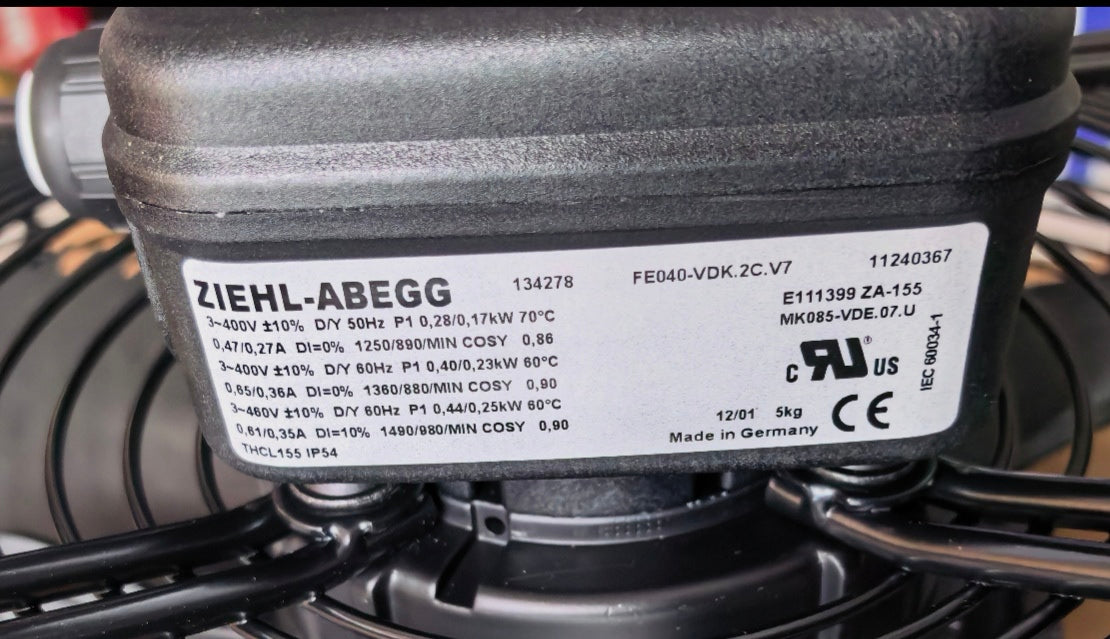 ZIEHL-ABEGG 134278 FE040-VDK.2C.V7 11240367
3~400V ±10% D/Y 50Hz P1 0,28/0,17kW 70°C
0,47/0,27A DI=0% 1250/890/MIN COSY 0,86
3~400V ±10% D/Y 60Hz P1 0,40/0,23kW 60°C
0,65/0,36A DI=0% 1360/880/MIN COSY 0,90
3~460V ±10% D/Y 60Hz P1 0,44/0,25kW 60°C
0,61/0,35A DI=10% 1490/980/MIN COSY 0,90
THCL155 IP54
E111399 ZA-155
MK085-VDE.07.U
C RU® US
IEC 60034-1
12/01 5kg CE
Made in Germany